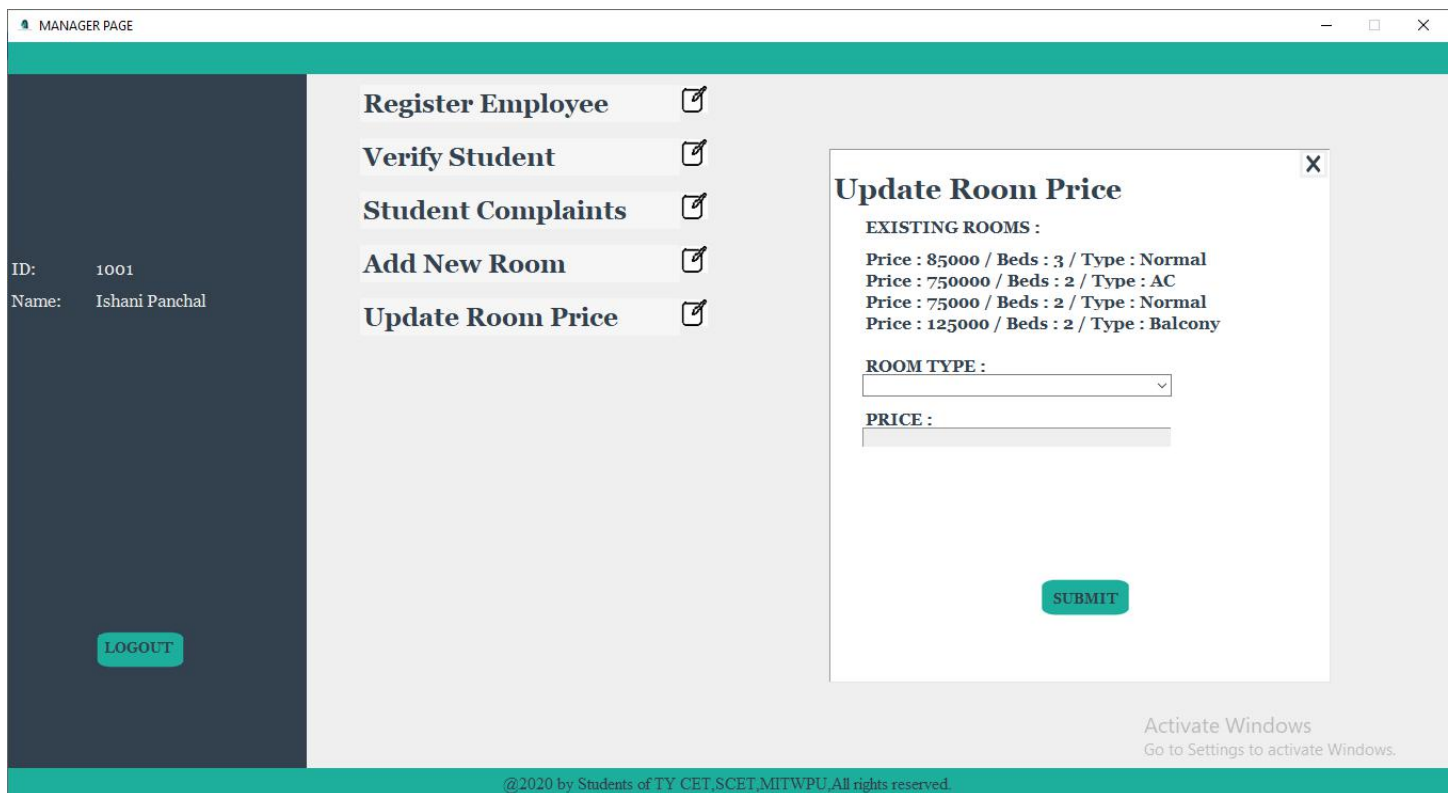 MANAGER PAGE
Register Employee
Verify Student
Student Complaints
Add New Room
Update Room Price
ID: 1001
Name: Ishani Panchal
LOGOUT
X
Update Room Price
EXISTING ROOMS :
Price : 85000 / Beds : 3 / Type : Normal
Price : 750000 / Beds : 2 / Type : AC
Price : 75000 / Beds : 2 / Type : Normal
Price : 125000 / Beds : 2 / Type : Balcony
ROOM TYPE :
PRICE :
SUBMIT
Activate Windows
Go to Settings to activate Windows.
@2020 by Students of TY CET,SCET,MITWPU,All rights reserved.